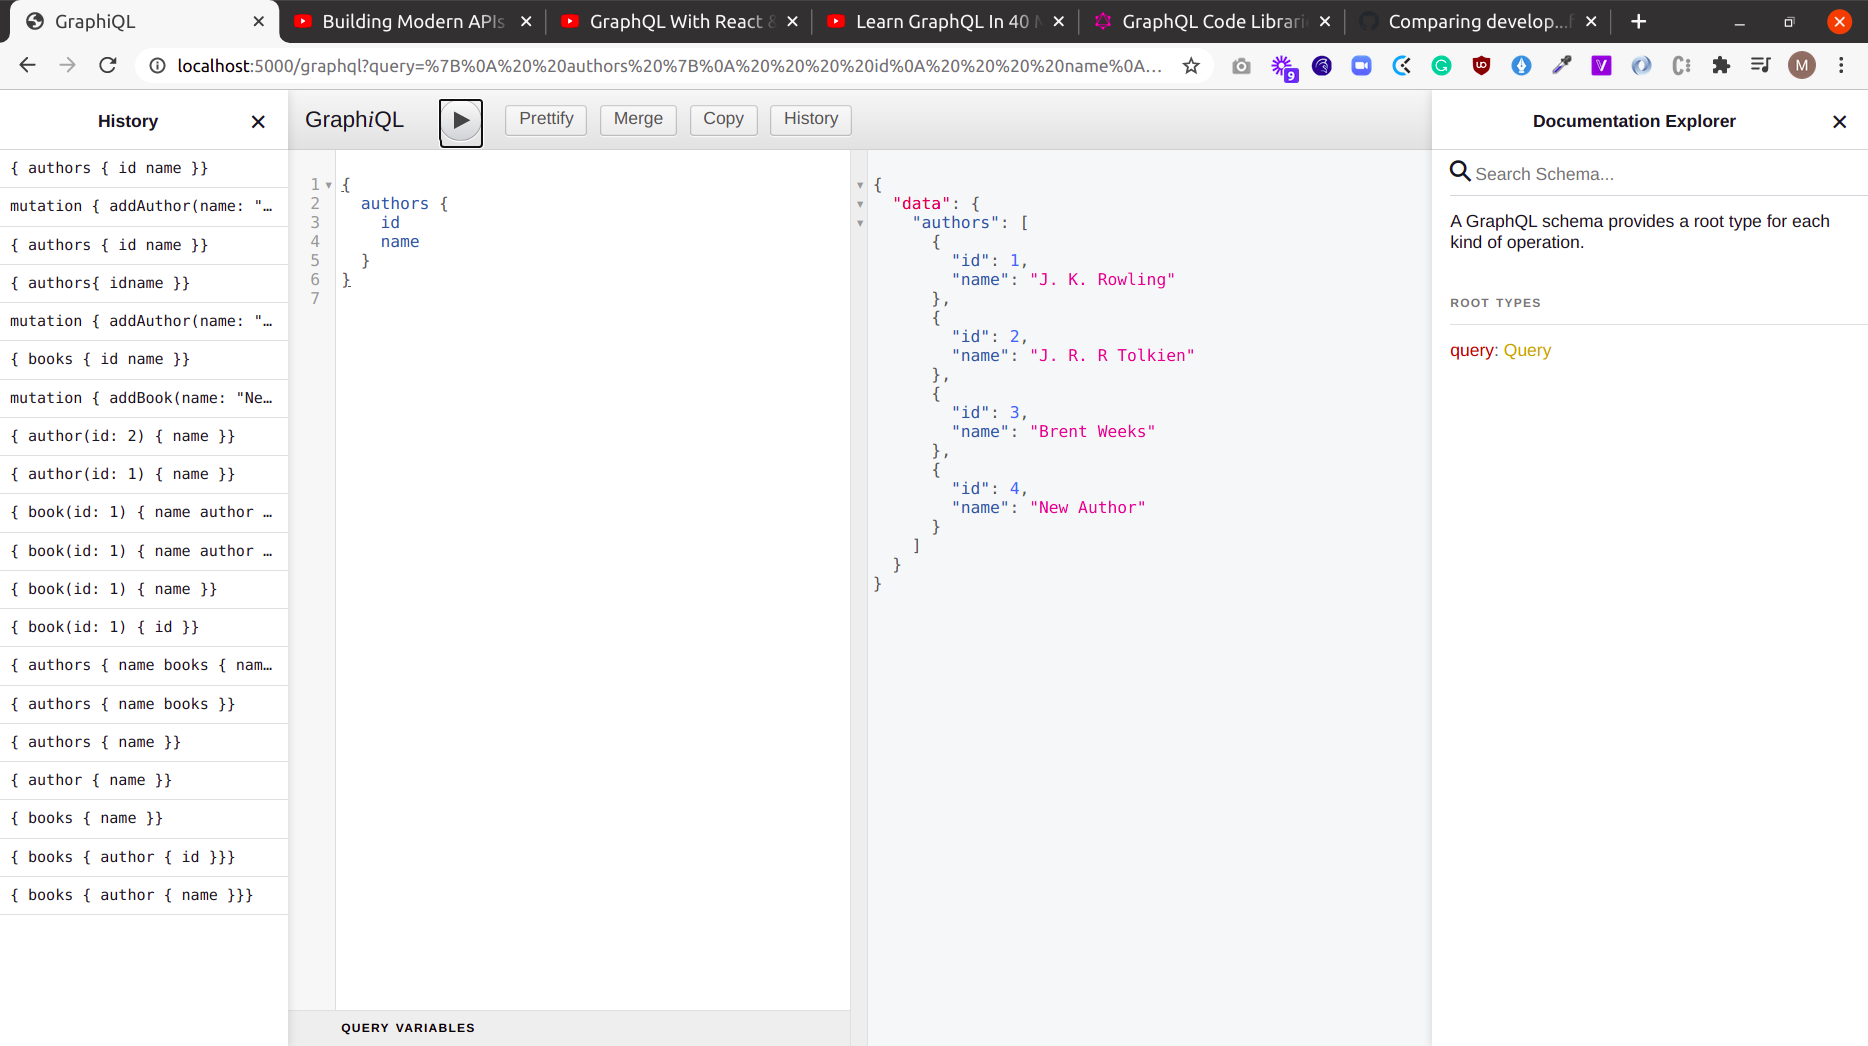 GraphiQL
Building Modern APIs
GraphQL With React &
Learn GraphQL In 40
GraphQL Code Librari
Comparing develop...f
localhost:5000/graphql?query=%7B%0A%20%20authors%20%7B%0A%20%20%20%20id%0A%20%20%20%20name%0A...
9
M
History
{ authors { id name }}
mutation { addAuthor(name: "…
{ authors { id name }}
{ authors{ idname }}
mutation { addAuthor(name: "…
{ books { id name }}
mutation { addBook(name: "Ne…
{ author(id: 2) { name }}
{ author(id: 1) { name }}
{ book(id: 1) { name author …
{ book(id: 1) { name author …
{ book(id: 1) { name }}
{ book(id: 1) { id }}
{ authors { name books { nam…
{ authors { name books }}
{ authors { name }}
{ author { name }}
{ books { name }}
{ books { author { id }}}
{ books { author { name }}}
GraphiQL
Prettify
Merge
Copy
History
1 {
2 authors {
3 id
4 name
5 }
6 }
7
QUERY VARIABLES
{
"data": {
"authors": [
{
"id": 1,
"name": "J. K. Rowling"
},
{
"id": 2,
"name": "J. R. R Tolkien"
},
{
"id": 3,
"name": "Brent Weeks"
},
{
"id": 4,
"name": "New Author"
}
]
}
}
Documentation Explorer
Search Schema...
A GraphQL schema provides a root type for each
kind of operation.
ROOT TYPES
query: Query